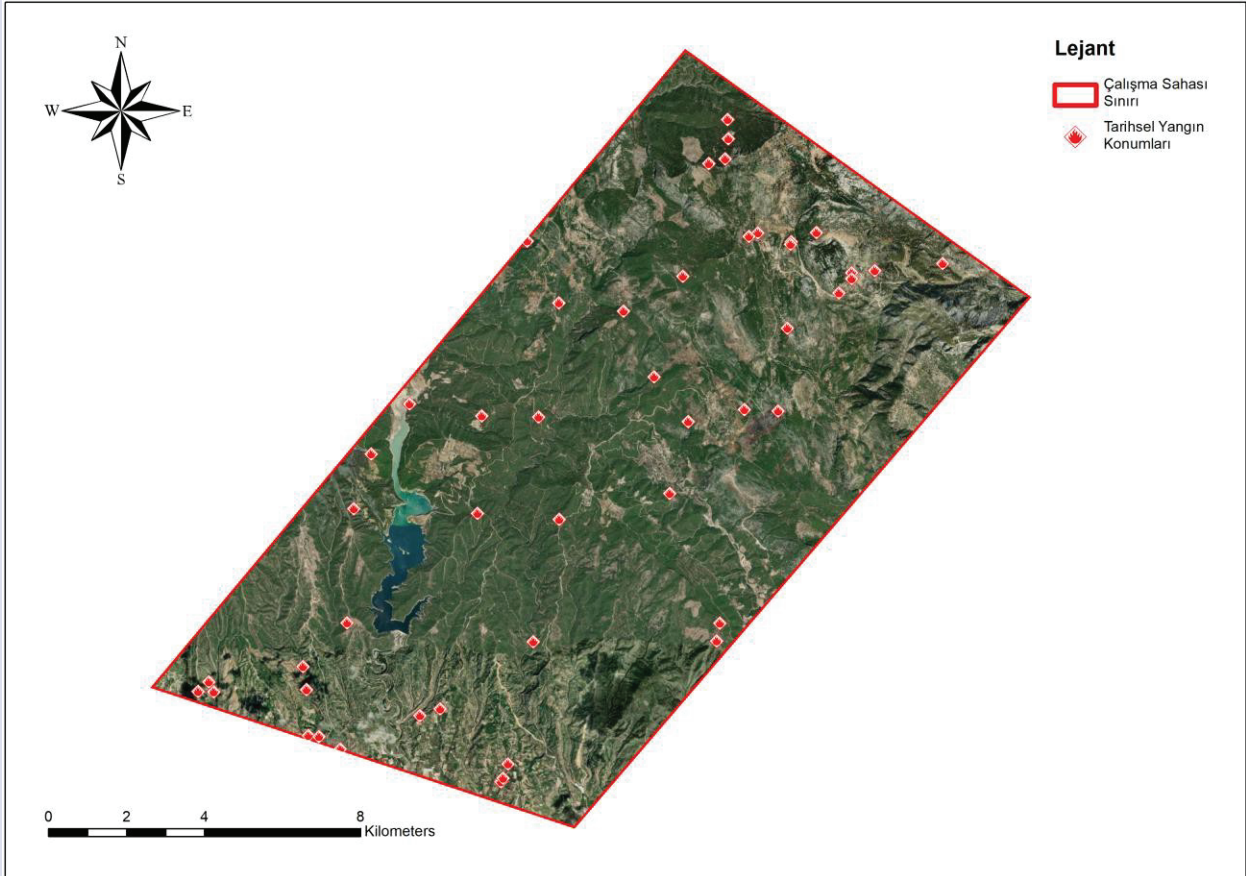 N
W
E
S
Lejant
Çalışma Sahası
Sınırı
Tarihsel Yangın
Konumları
0 2 4 8
Kilometers